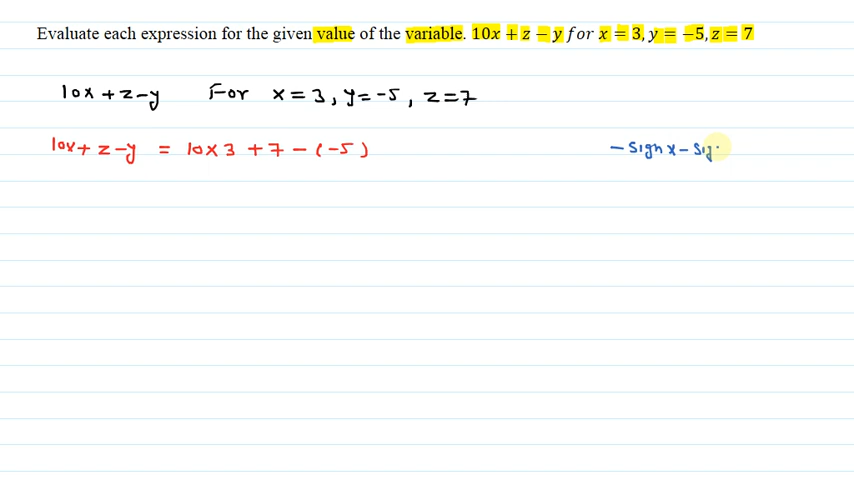 Evaluate each expression for the given value of the variable. 10x + z − y for x = 3, y = −5, z = 7
10x + z - y For x = 3, y = -5, z = 7
10x + z - y = 10 x 3 + 7 - (-5) - sign x - sig